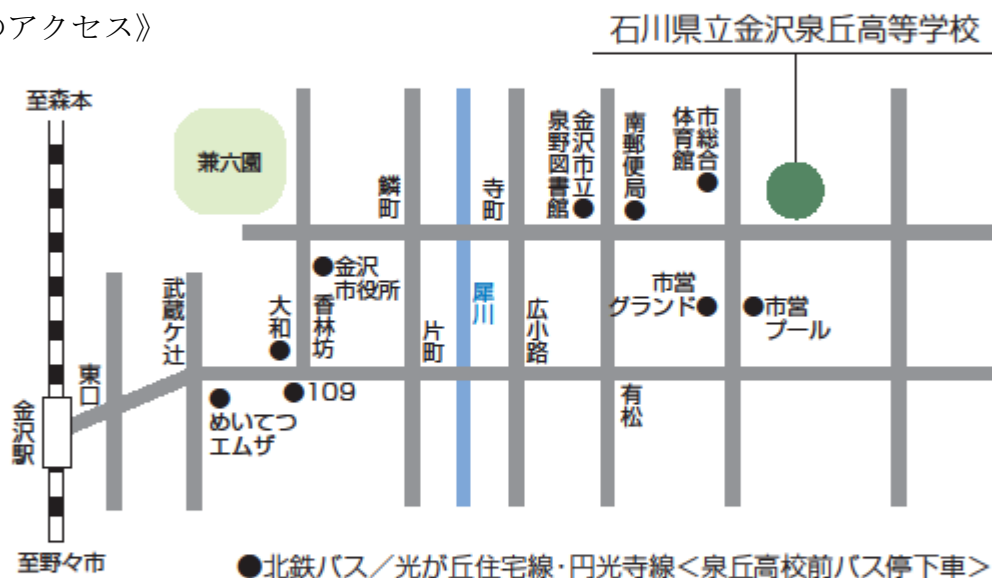 のアクセス》
石川県立金沢泉丘高等学校
至森本
兼六園
鱗町
寺町
金沢市立
泉野図書館
南郵便局
市総合
体育館
金沢
市役所
武蔵ケ辻
大和
香林坊
片町
犀川
広小路
市営
グランド
市営
プール
東口
109
めいてつ
エムザ
有松
金沢駅
至野々市
●北鉄バス／光が丘住宅線・円光寺線＜泉丘高校前バス停下車＞